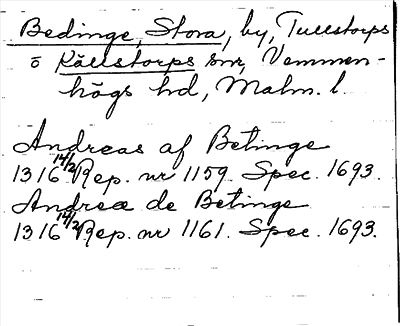 Bedinge, Stora, by, Tullstorps
o Källstorps snr, Vemmen-
högs hd, Malm. l.
Andreas af Betinge
1316 14/2 Rep. nr 1159. Spec. 1693.
Andree de Betinge
1316 14/2 Rep. nr 1161. Spec. 1693.